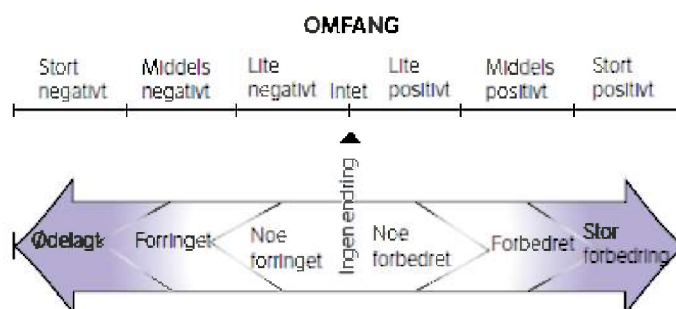 OMFANG
Stort Middels Lite Lite Middels Stort
negativt negativt negativt Intet positivt positivt positivt
Ingen endring
Ødelagt Forringet Noe Noe Forbedret Stor
forringet forbedret forbedring